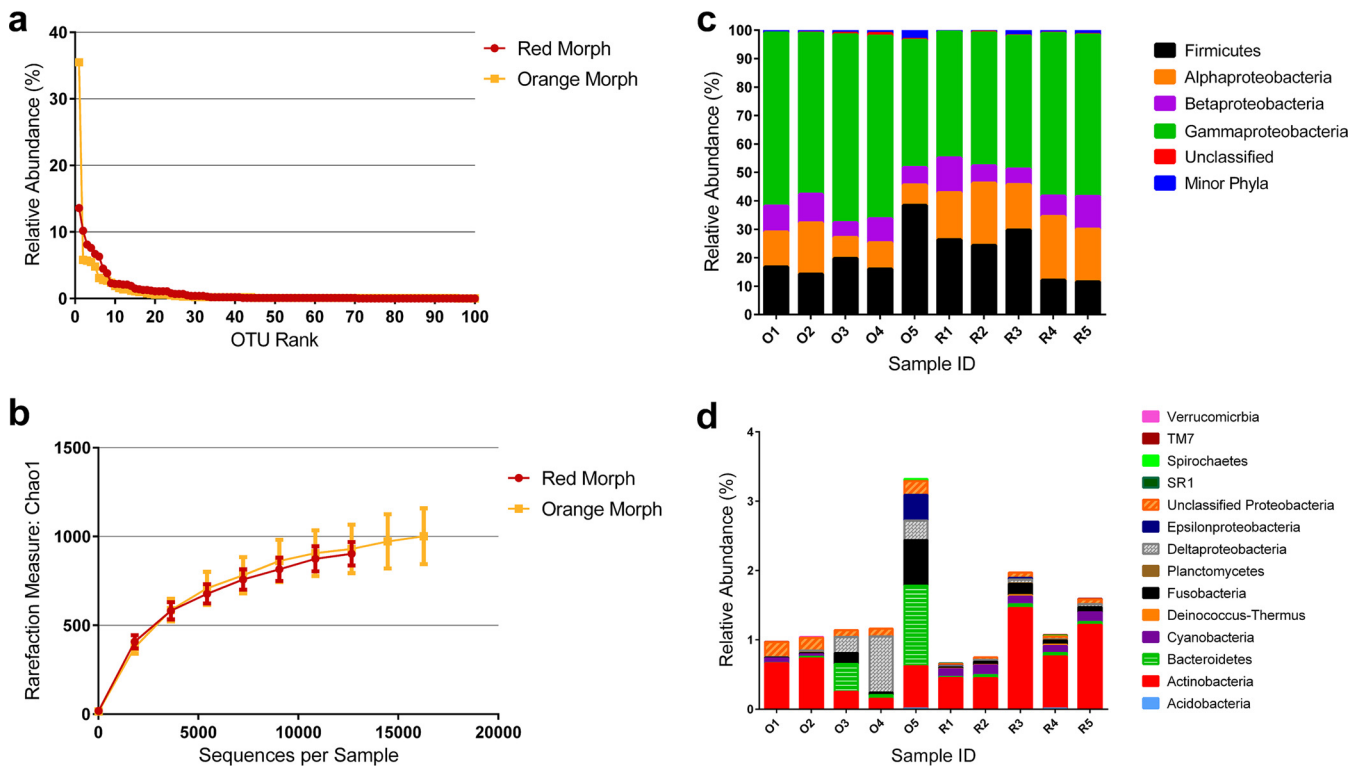 a
Relative Abundance (%)
40
30
20
10
0
0 10 20 30 40 50 60 70 80 90 100
OTU Rank
Red Morph
Orange Morph
c
Relative Abundance (%)
100
90
80
70
60
50
40
30
20
10
0
O1 O2 O3 O4 O5 R1 R2 R3 R4 R5
Sample ID
Firmicutes
Alphaproteobacteria
Betaproteobacteria
Gammaproteobacteria
Unclassified
Minor Phyla
b
Rarefaction Measure: Chao1
1500
1000
500
0
0 5000 10000 15000 20000
Sequences per Sample
Red Morph
Orange Morph
d
Relative Abundance (%)
4
3
2
1
0
O1 O2 O3 O4 O5 R1 R2 R3 R4 R5
Sample ID
Verrucomicrbia
TM7
Spirochaetes
SR1
Unclassified Proteobacteria
Epsilonproteobacteria
Deltaproteobacteria
Planctomycetes
Fusobacteria
Deinococcus-Thermus
Cyanobacteria
Bacteroidetes
Actinobacteria
Acidobacteria